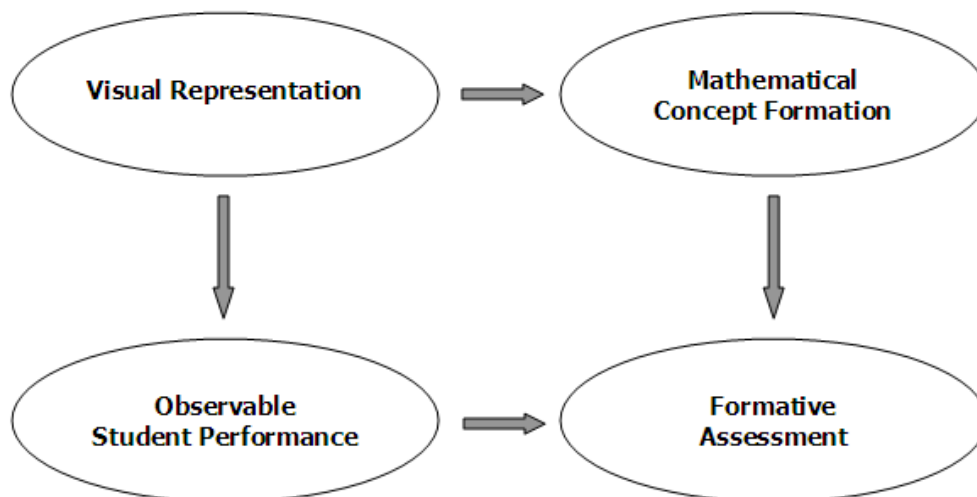 Visual Representation
Mathematical
Concept Formation
Observable
Student Performance
Formative
Assessment